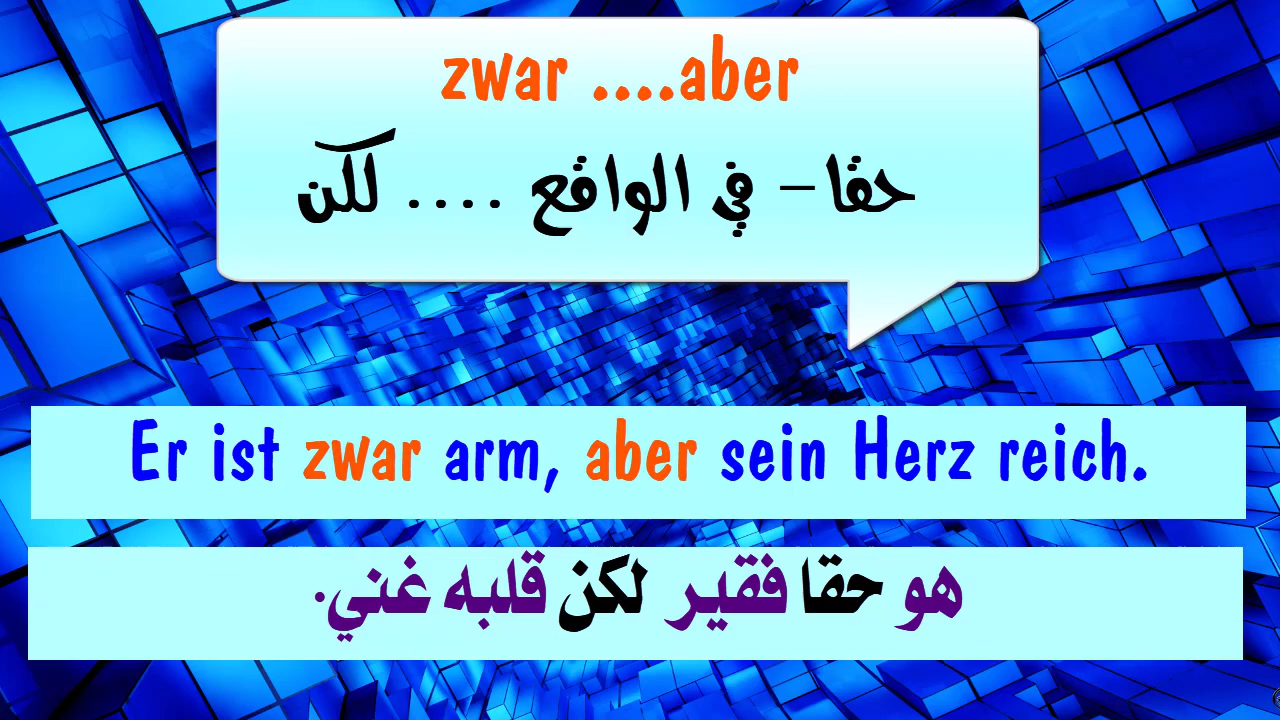 zwar ....aber
حقا - في الواقع .... لكن
Er ist zwar arm, aber sein Herz reich.
هو حقا فقير لكن قلبه غني.